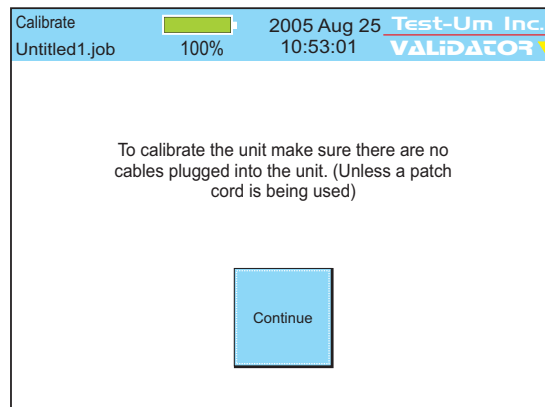 Calibrate
Untitled1.job
100%
2005 Aug 25
10:53:01
Test-Um Inc.
VALiDATOR
To calibrate the unit make sure there are no
cables plugged into the unit. (Unless a patch
cord is being used)
Continue